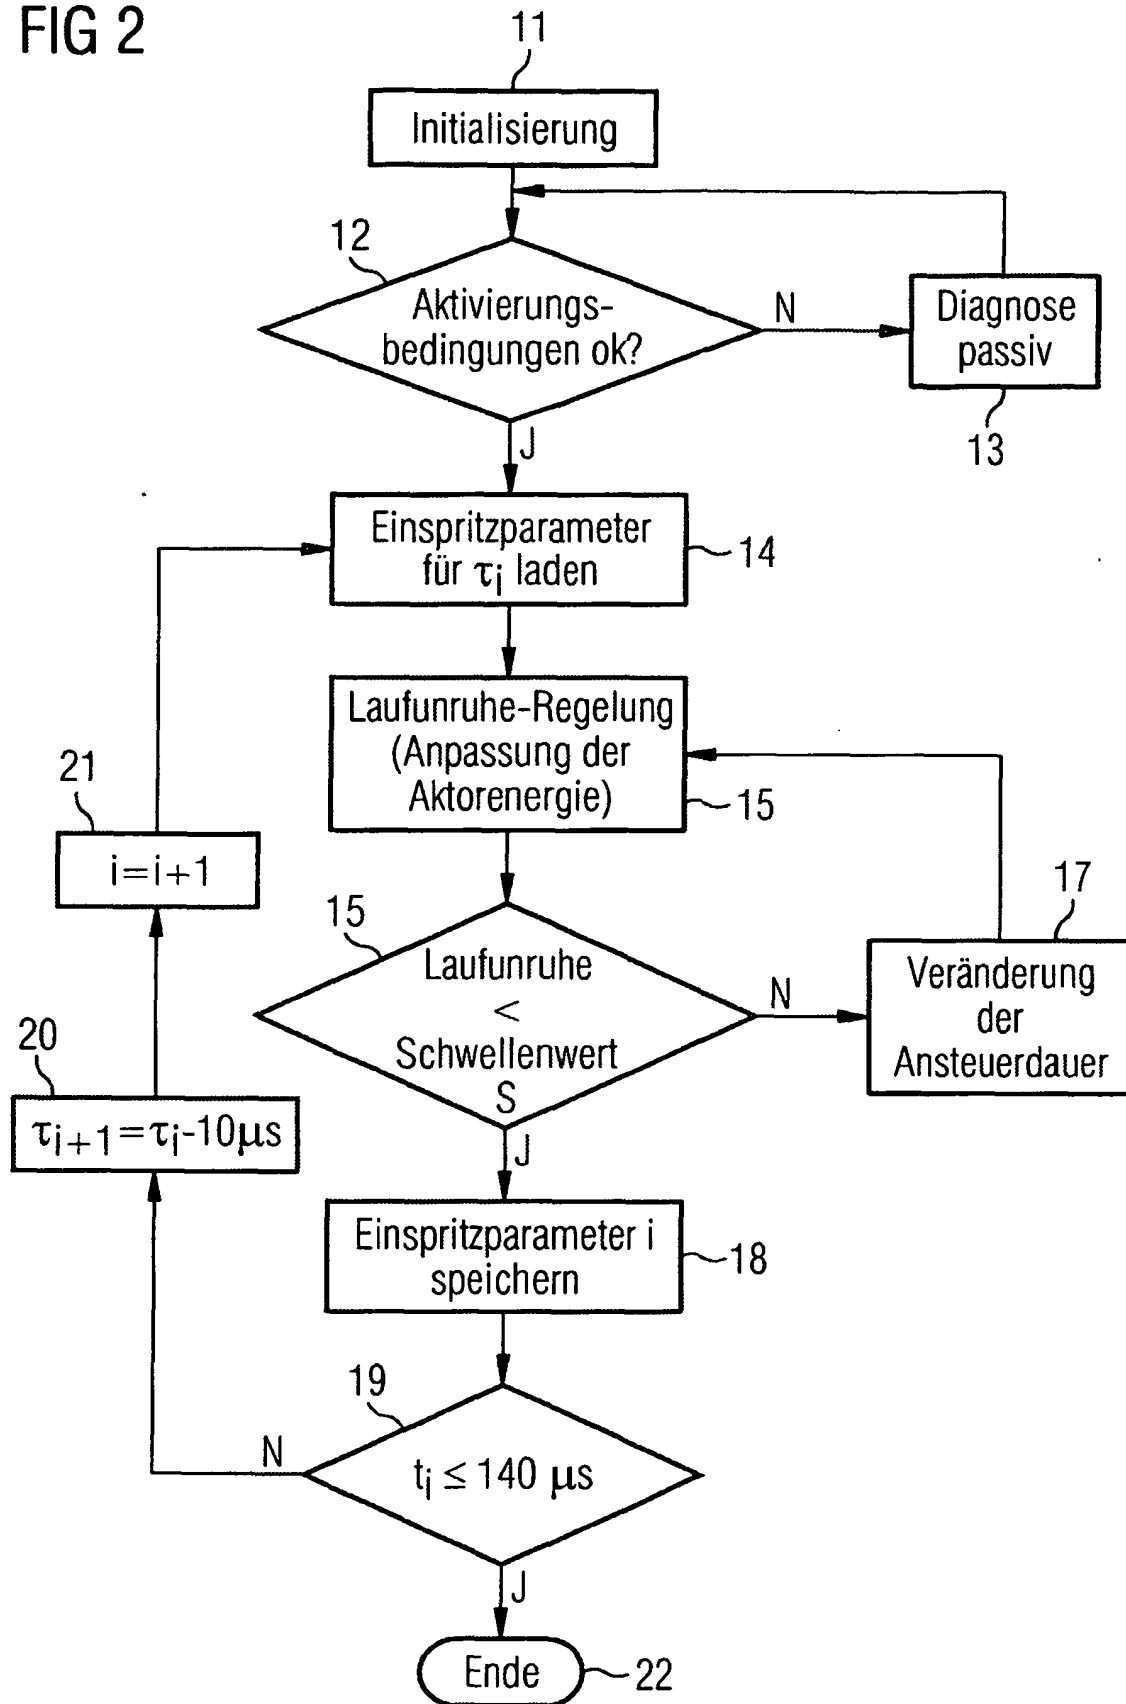 FIG 2
11
Initialisierung
12
Aktivierungs-
bedingungen ok?
N
Diagnose
passiv
13
J
Einspritzparameter
für τi laden
14
Laufunruhe-Regelung
(Anpassung der
Aktorenergie)
15
21
i=i+1
15
Laufunruhe
<
Schwellenwert
S
N
17
Veränderung
der
Ansteuerdauer
20
τi+1=τi-10µs
J
Einspritzparameter i
speichern
18
19
N
ti ≤ 140 µs
J
Ende
22